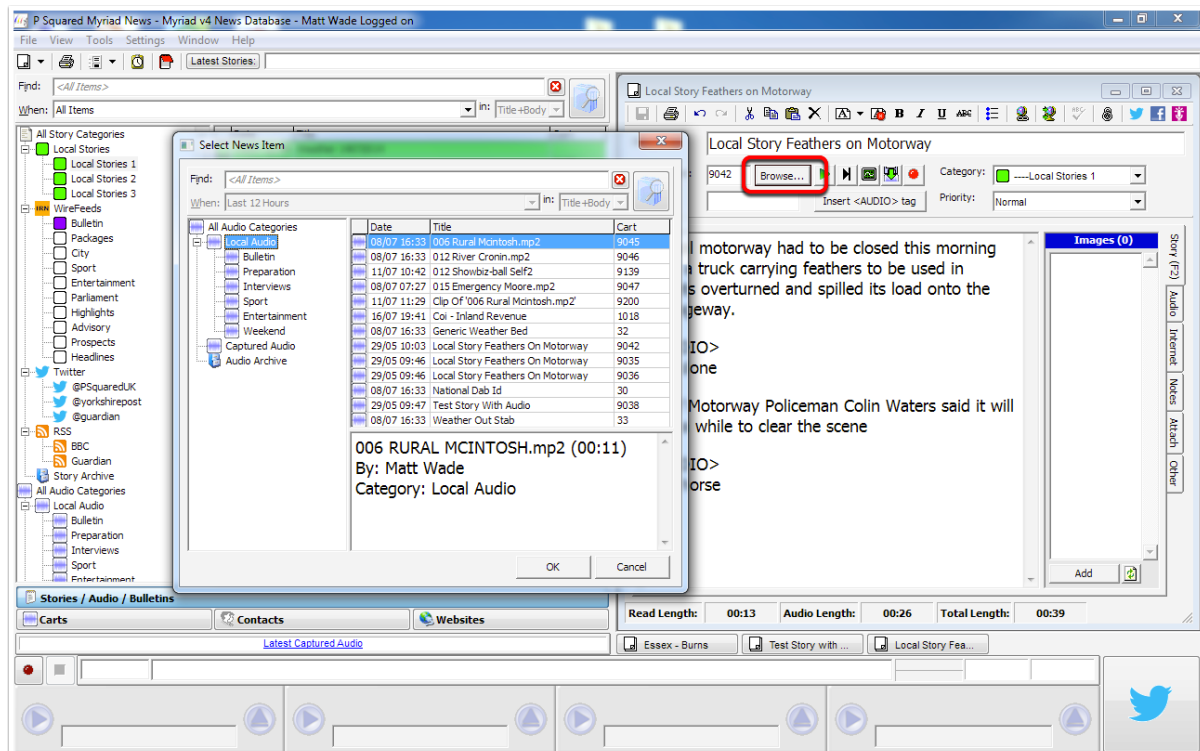 P Squared Myriad News - Myriad v4 News Database - Matt Wade Logged on
File View Tools Settings Window Help
Latest Stories:
Find: <All Items>
When: All Items in: Title+Body
All Story Categories
Local Stories
Local Stories 1
Local Stories 2
Local Stories 3
IRN WireFeeds
Bulletin
Packages
City
Sport
Entertainment
Parliament
Highlights
Advisory
Prospects
Headlines
Twitter
@PSquaredUK
@yorkshirepost
@guardian
RSS
BBC
Guardian
Story Archive
All Audio Categories
Local Audio
Bulletin
Preparation
Interviews
Sport
Entertainment
Stories / Audio / Bulletins
Carts Contacts Websites
Latest Captured Audio
Select News Item
Find: <All Items>
When: Last 12 Hours in: Title+Body
All Audio Categories
Local Audio
Bulletin
Preparation
Interviews
Sport
Entertainment
Weekend
Captured Audio
Audio Archive
Date Title Cart
08/07 16:33 006 Rural Mcintosh.mp2 9045
08/07 16:33 012 River Cronin.mp2 9046
11/07 10:42 012 Showbiz-ball Self2 9139
08/07 07:27 015 Emergency Moore.mp2 9047
11/07 11:29 Clip Of '006 Rural Mcintosh.mp2' 9200
16/07 19:41 Coi - Inland Revenue 1018
08/07 16:33 Generic Weather Bed 32
29/05 10:03 Local Story Feathers On Motorway 9042
29/05 09:46 Local Story Feathers On Motorway 9035
29/05 09:46 Local Story Feathers On Motorway 9036
08/07 16:33 National Dab Id 30
29/05 09:47 Test Story With Audio 9038
08/07 16:33 Weather Out Stab 33
006 RURAL MCINTOSH.mp2 (00:11)
By: Matt Wade
Category: Local Audio
OK Cancel
Local Story Feathers on Motorway
B I U ABC
Local Story Feathers on Motorway
9042 Browse... Category: ----Local Stories 1
Insert <AUDIO> tag Priority: Normal
motorway had to be closed this morning
truck carrying feathers to be used in
overturned and spilled its load onto the
geway.
IO>
one
Motorway Policeman Colin Waters said it will
while to clear the scene
IO>
orse
Images (0)
Add
Story (F2)
Audio
Internet
Notes
Attach
Other
Read Length: 00:13 Audio Length: 00:26 Total Length: 00:39
Essex - Burns Test Story with ... Local Story Fea...